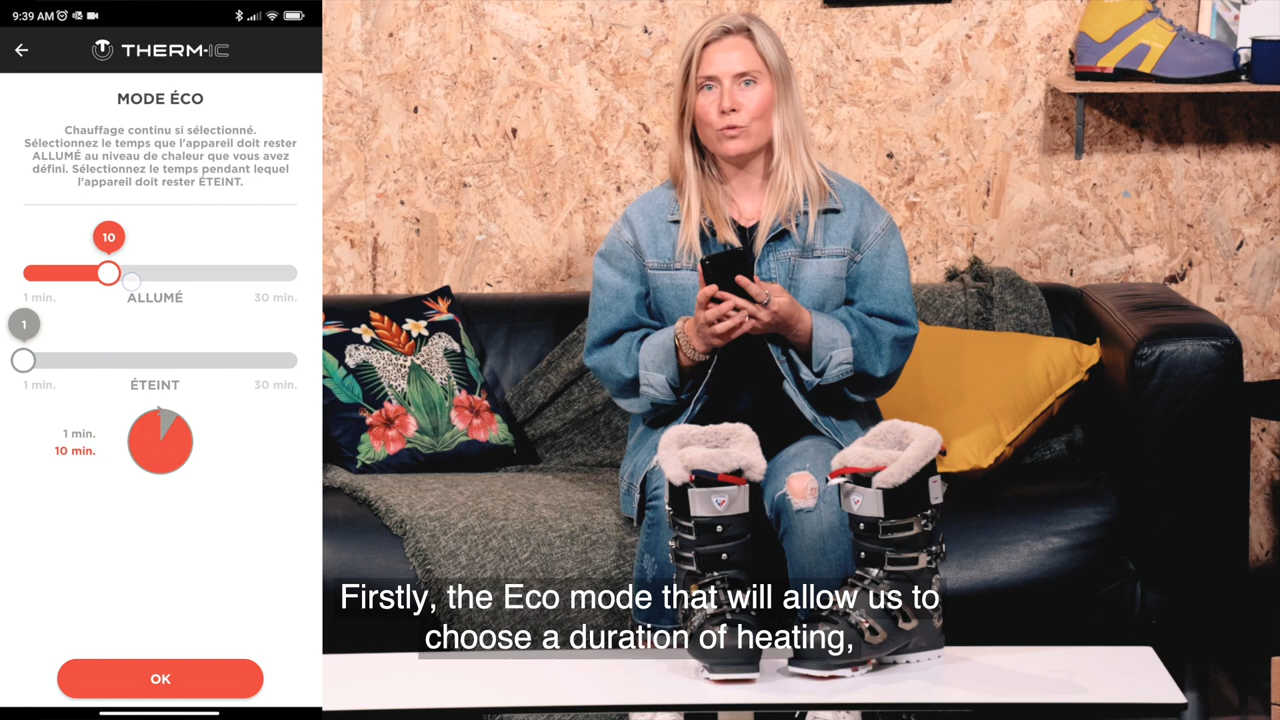 9:39 AM
THERM-IC
MODE ÉCO
Chauffage continu si sélectionné.
Sélectionnez le temps que l'appareil doit rester
ALLUMÉ au niveau de chaleur que vous avez
défini. Sélectionnez le temps pendant lequel
l'appareil doit rester ÉTEINT.
10
1 min. ALLUMÉ 30 min.
1
1 min. ÉTEINT 30 min.
1 min.
10 min.
OK
Firstly, the Eco mode that will allow us to
choose a duration of heating,